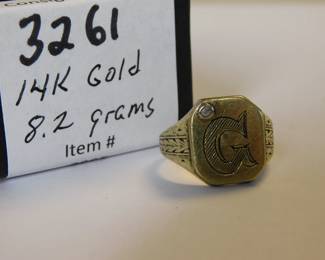 3261
14K Gold
8.2 grams
Item #
G